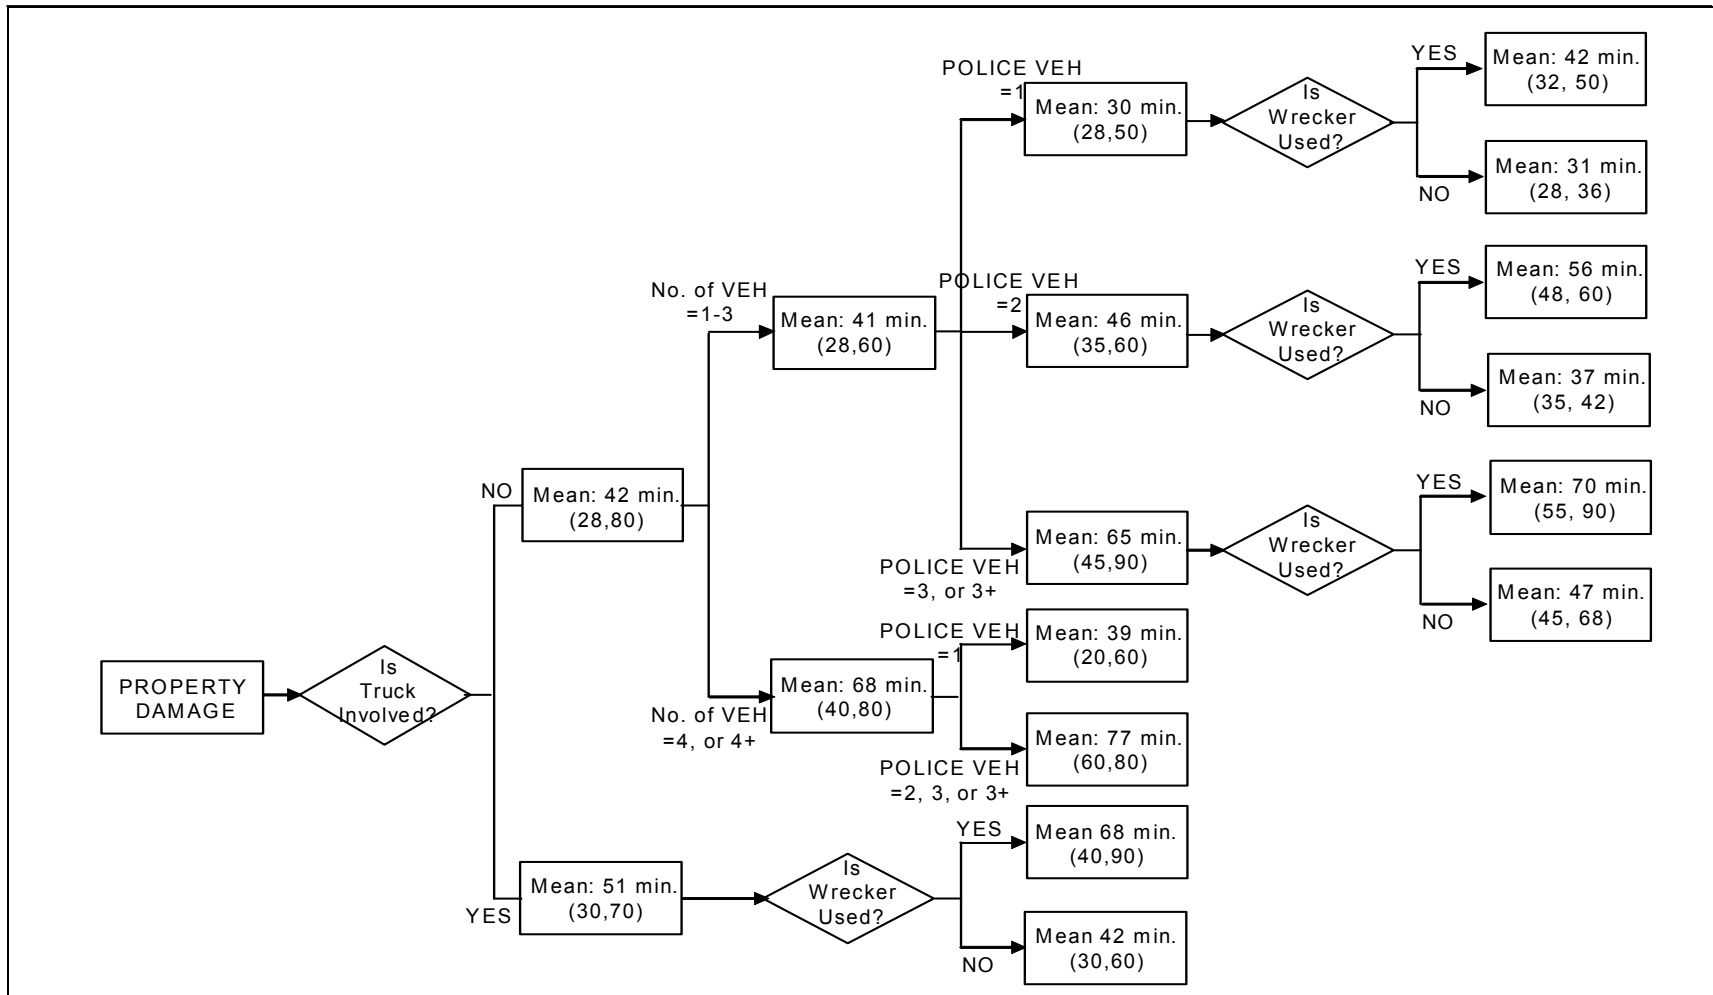 PROPERTY
DAMAGE
Is
Truck
Involved?
NO
Mean: 42 min.
(28,80)
YES
Mean: 51 min.
(30,70)
No. of VEH
=1-3
Mean: 41 min.
(28,60)
No. of VEH
=4, or 4+
Mean: 68 min.
(40,80)
Is
Wrecker
Used?
POLICE VEH
=1
Mean: 30 min.
(28,50)
Is
Wrecker
Used?
YES
Mean: 42 min.
(32, 50)
NO
Mean: 31 min.
(28, 36)
POLICE VEH
=2
Mean: 46 min.
(35,60)
Is
Wrecker
Used?
YES
Mean: 56 min.
(48, 60)
NO
Mean: 37 min.
(35, 42)
POLICE VEH
=3, or 3+
Mean: 65 min.
(45,90)
Is
Wrecker
Used?
YES
Mean: 70 min.
(55, 90)
NO
Mean: 47 min.
(45, 68)
POLICE VEH
=1
Mean: 39 min.
(20,60)
POLICE VEH
=2, 3, or 3+
Mean: 77 min.
(60,80)
YES
Mean 68 min.
(40,90)
NO
Mean 42 min.
(30,60)